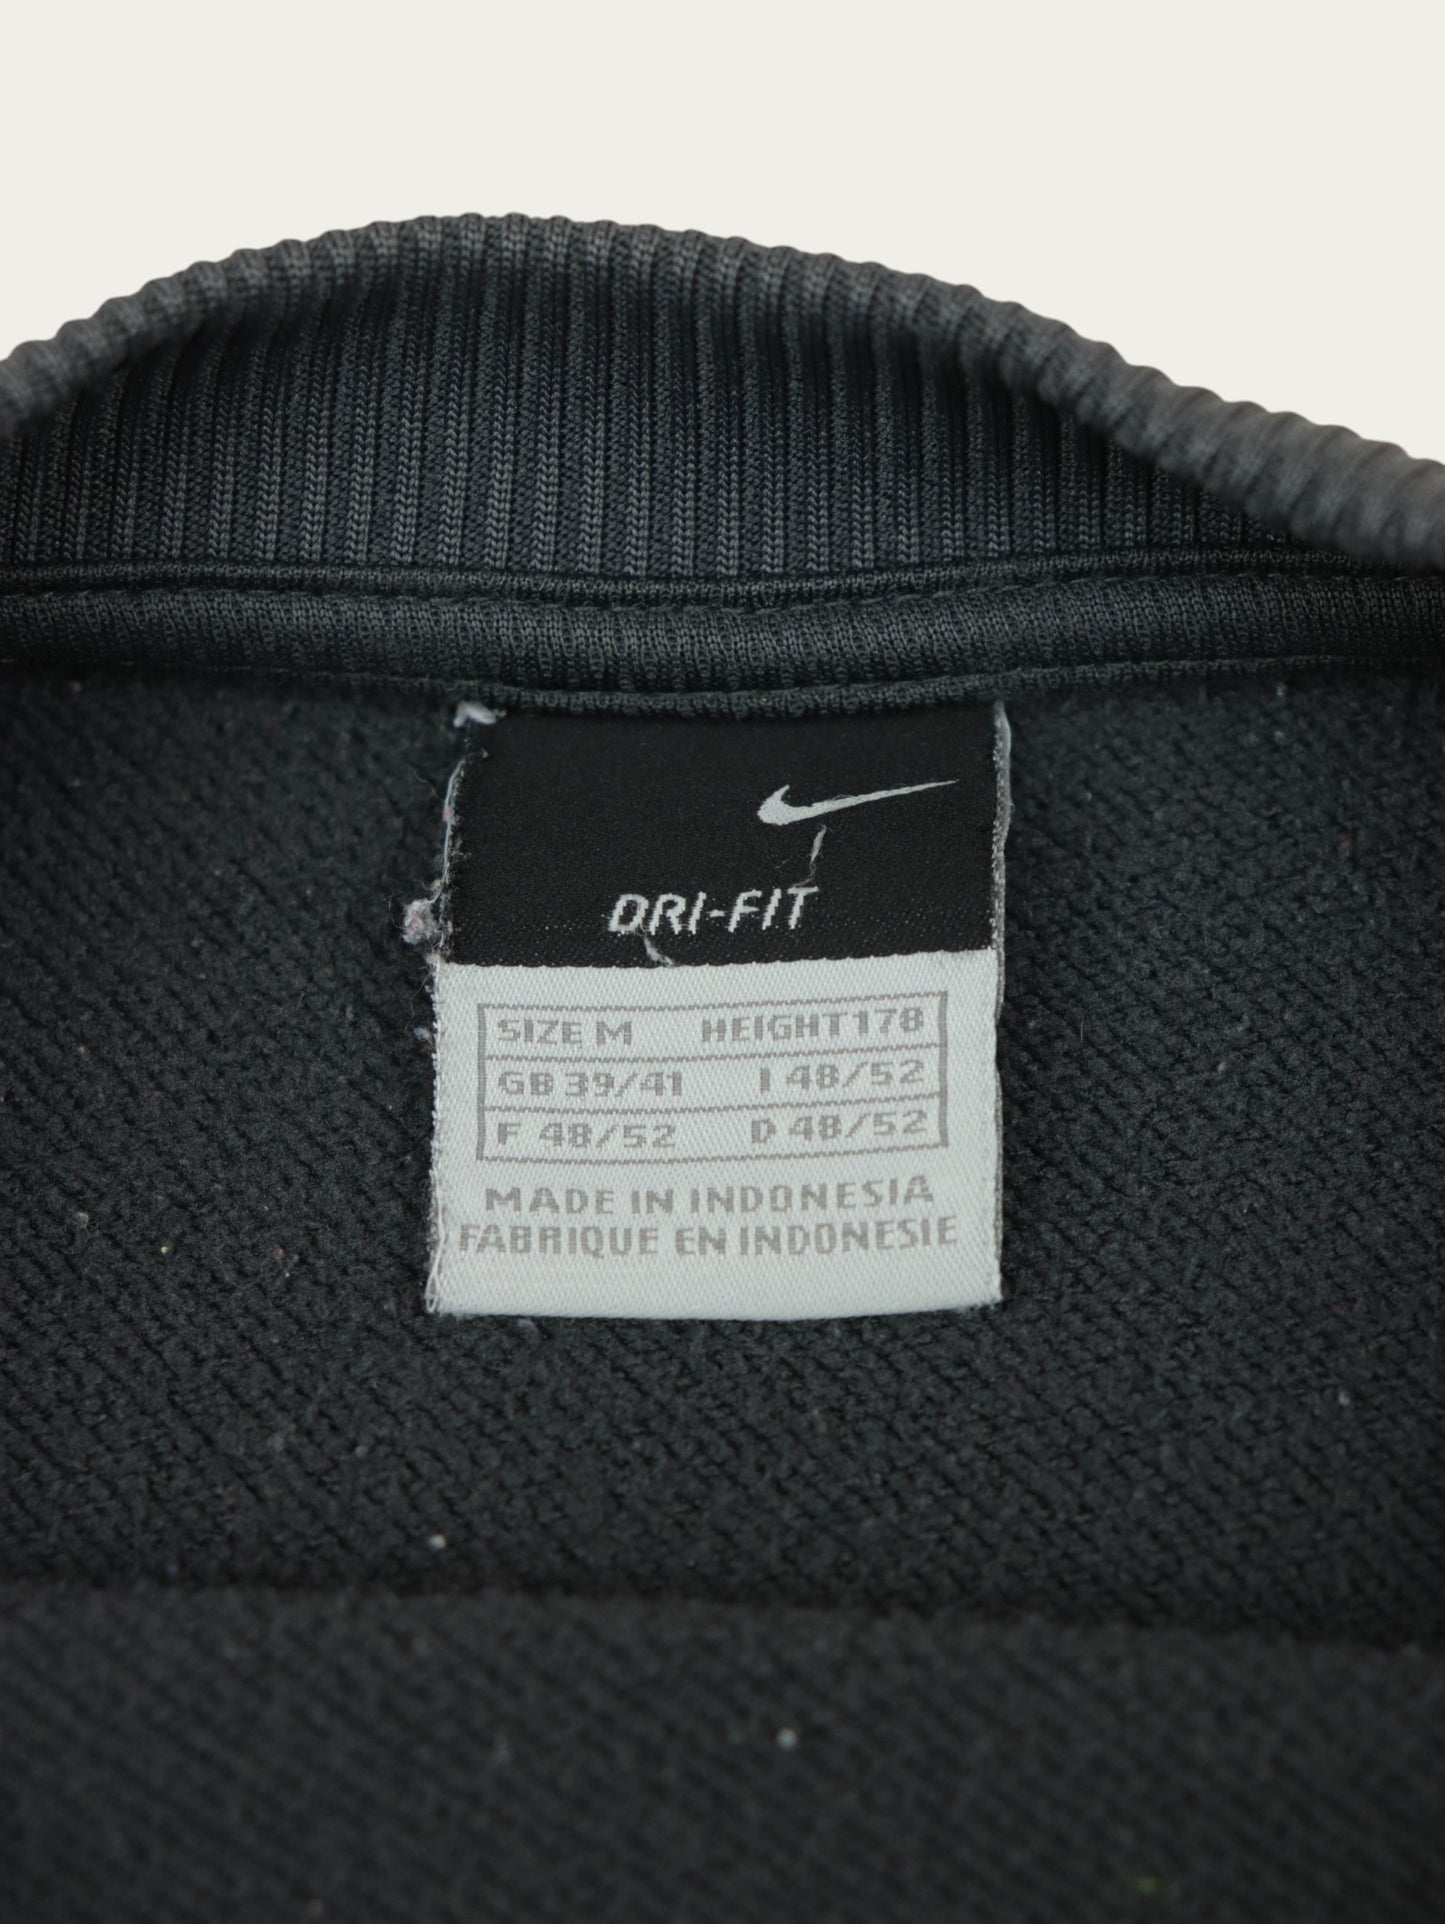 DRI-FIT
SIZE M HEIGHT 178
GB 39/41 I 48/52
F 48/52 D 48/52
MADE IN INDONESIA
FABRIQUE EN INDONESIE